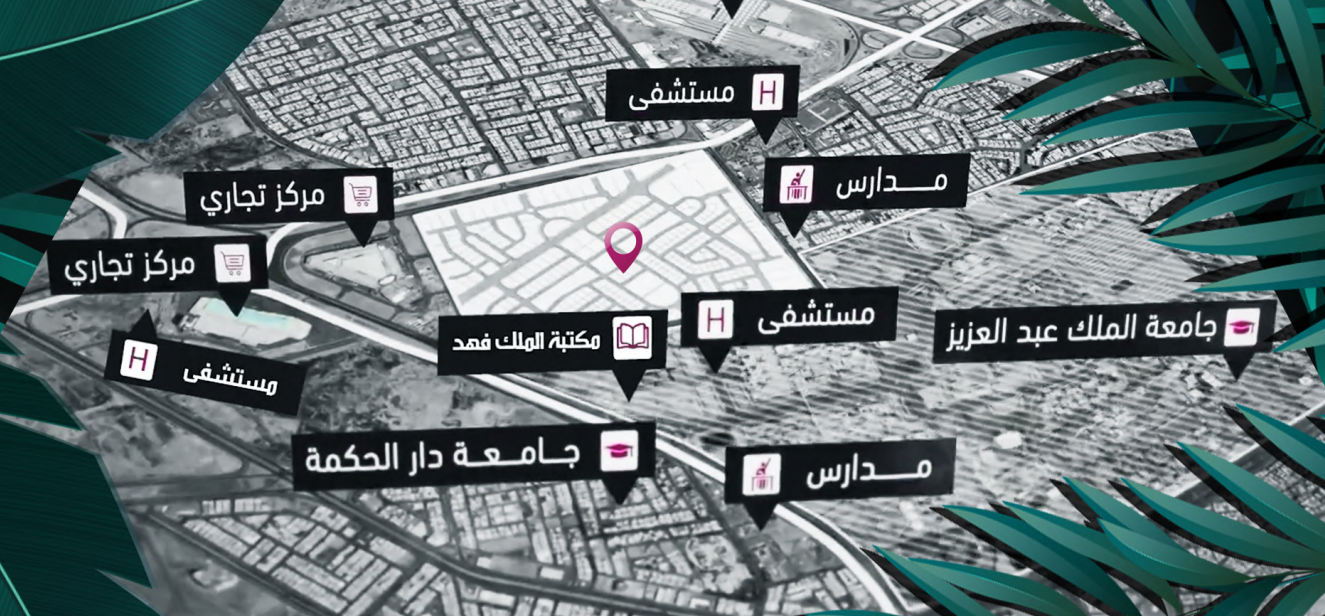 مستشفى H
مـــدارس
مركز تجاري
مركز تجاري
مستشفى H
جامعة الملك عبد العزيز
مكتبة الملك فهد
مستشفى H
جـامـعـة دار الحكمة
مـــدارس